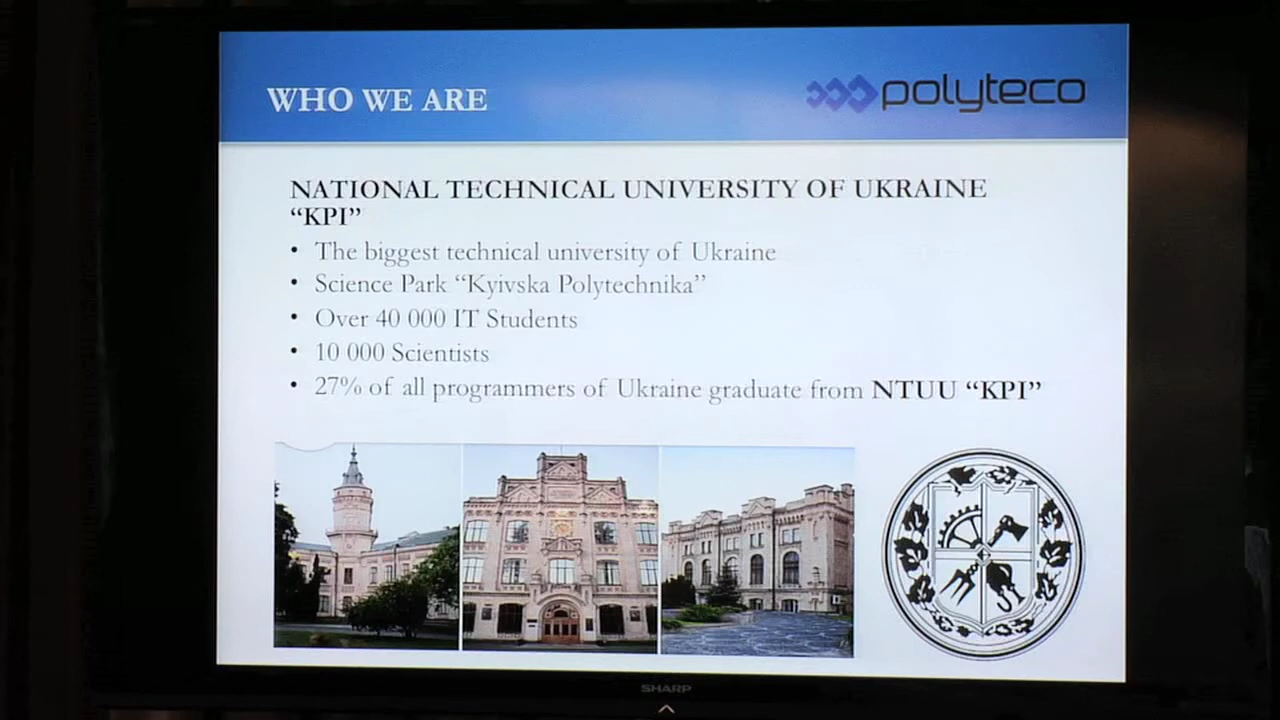 WHO WE ARE
polyteco
NATIONAL TECHNICAL UNIVERSITY OF UKRAINE
“KPI”
• The biggest technical university of Ukraine
• Science Park “Kyivska Polytechnika”
• Over 40 000 IT Students
• 10 000 Scientists
• 27% of all programmers of Ukraine graduate from NTUU “KPI”
SHARP